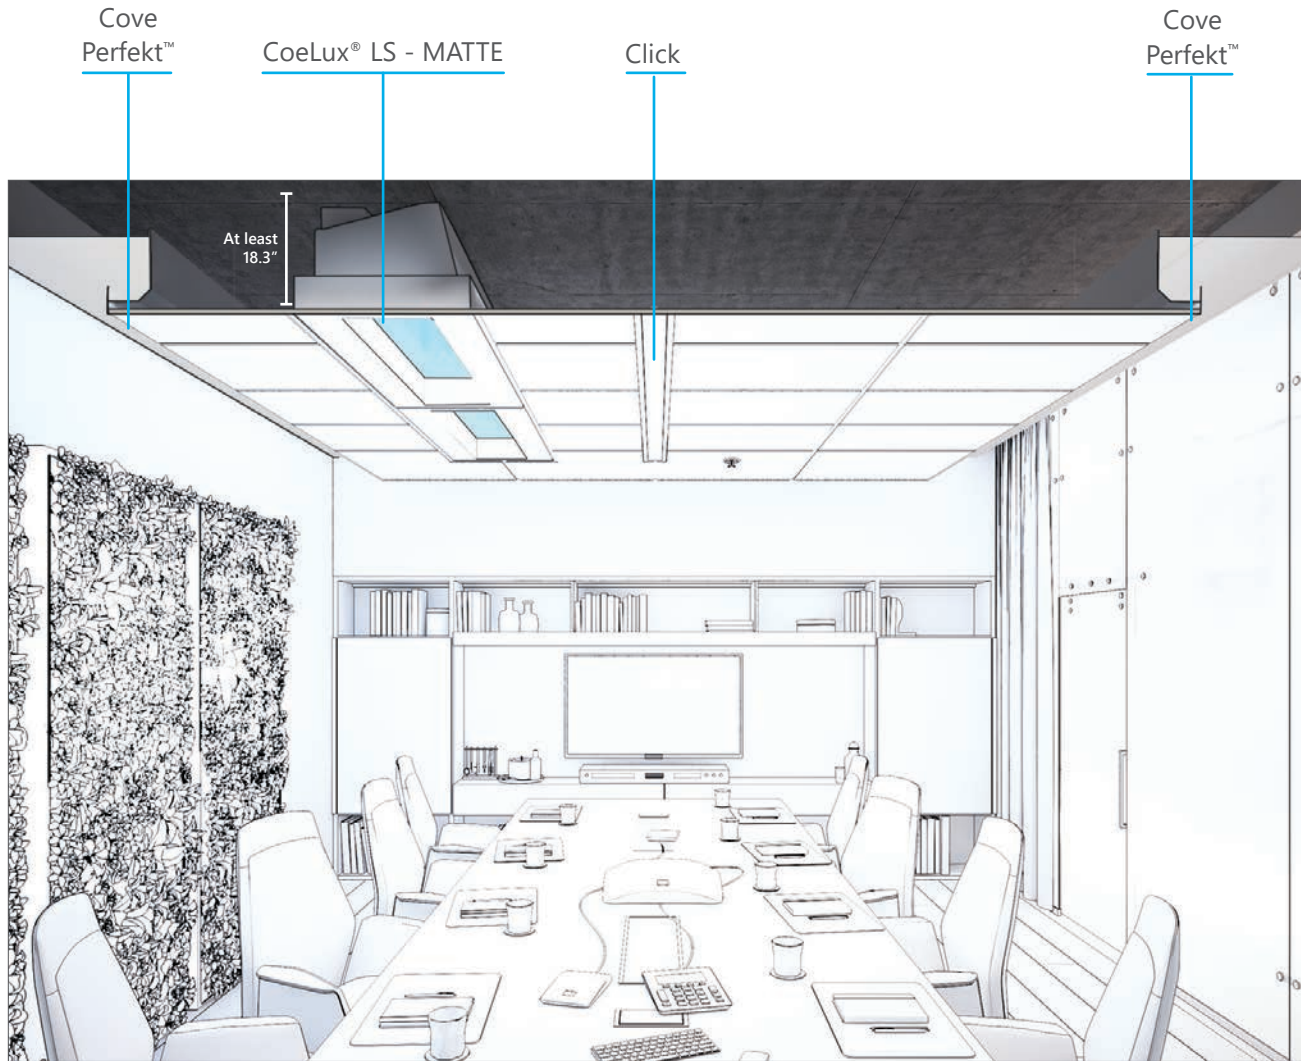 Cove
Perfekt™
CoeLux® LS - MATTE
Click
Cove
Perfekt™
At least
18.3"